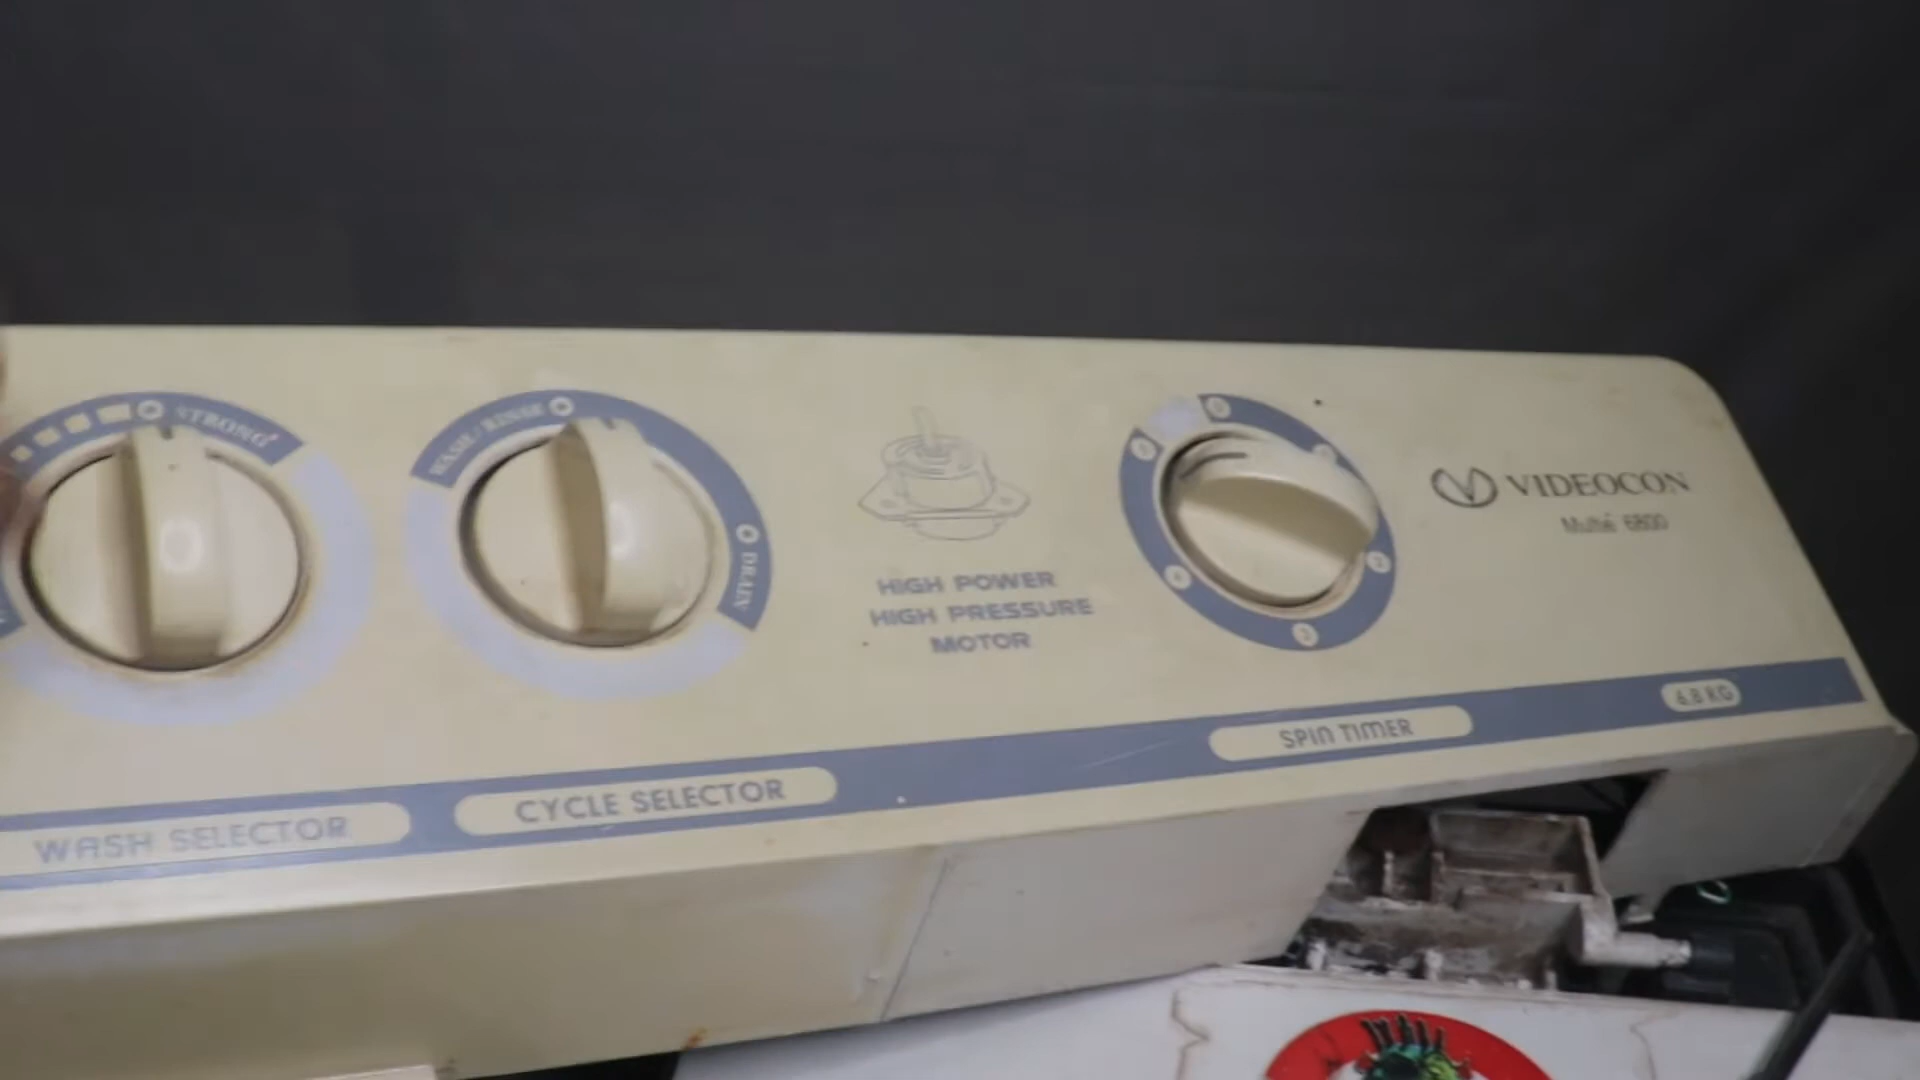 STRONG
WASH / RINSE
DRAIN
HIGH POWER
HIGH PRESSURE
MOTOR
VIDEOCON
6800
WASH SELECTOR
CYCLE SELECTOR
SPIN TIMER
6.8 KG